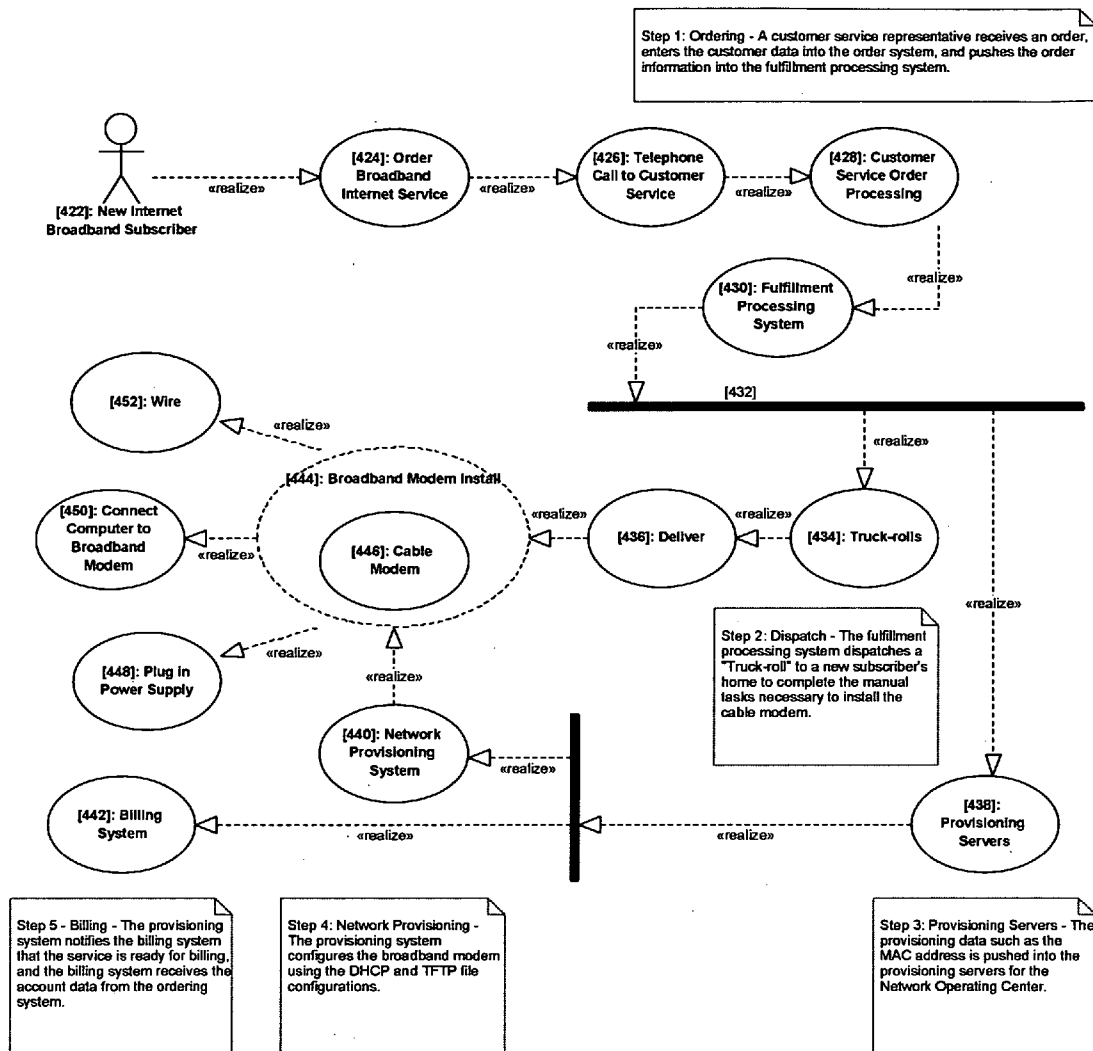 Step 1: Ordering - A customer service representative receives an order,
enters the customer data into the order system, and pushes the order
information into the fulfillment processing system.
[424]: Order
Broadband
Internet Service
[426]: Telephone
Call to Customer
Service
[428]: Customer
Service Order
Processing
«realize»
«realize»
«realize»
[422]: New Internet
Broadband Subscriber
«realize»
[430]: Fulfillment
Processing
System
«realize»
[432]
[452]: Wire
«realize»
«realize»
[444]: Broadband Modem Install
[450]: Connect
Computer to
Broadband
Modem
«realize»
«realize»
«realize»
[436]: Deliver
[434]: Truck-rolls
[446]: Cable
Modem
«realize»
Step 2: Dispatch - The fulfillment
processing system dispatches a
"Truck-roll" to a new subscriber's
home to complete the manual
tasks necessary to install the
cable modem.
«realize»
[448]: Plug in
Power Supply
«realize»
[440]: Network
Provisioning
System
«realize»
[442]: Billing
System
«realize»
«realize»
[438]:
Provisioning
Servers
Step 5 - Billing - The provisioning
system notifies the billing system
that the service is ready for billing,
and the billing system receives the
account data from the ordering
system.
Step 4: Network Provisioning -
The provisioning system
configures the broadband modem
using the DHCP and TFTP file
configurations.
Step 3: Provisioning Servers - The
provisioning data such as the
MAC address is pushed into the
provisioning servers for the
Network Operating Center.